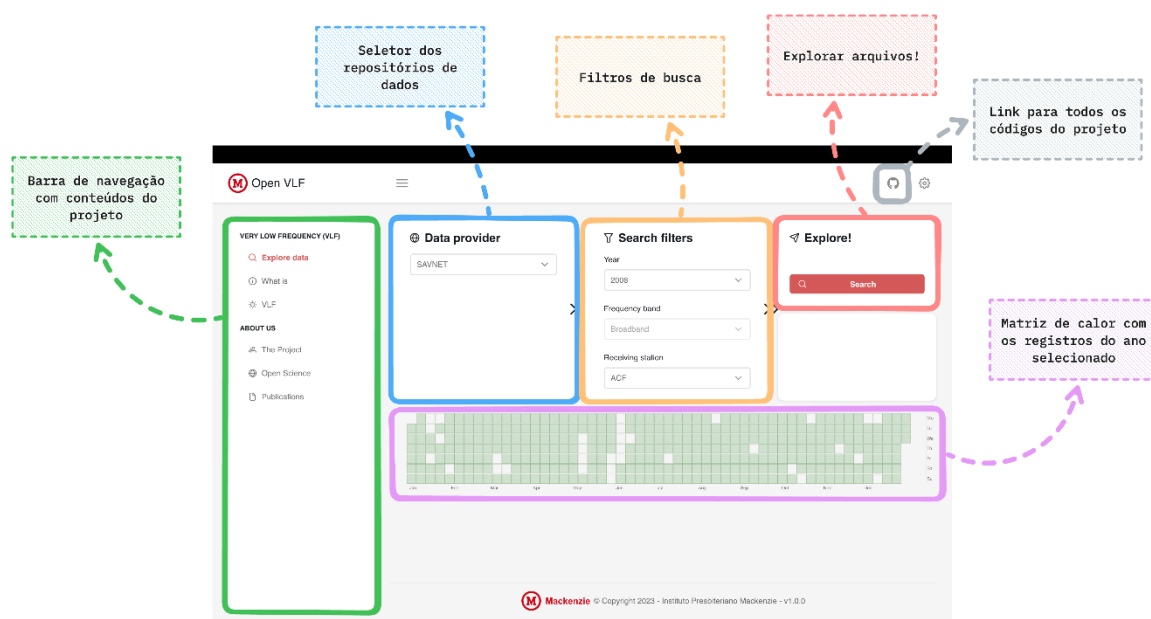 Seletor dos
repositórios de
dados
Filtros de busca
Explorar arquivos!
Link para todos os
códigos do projeto
Barra de navegação
com conteúdos do
projeto
Matriz de calor com
os registros do ano
selecionado
M Open VLF
VERY LOW FREQUENCY (VLF)
Explore data
What is
VLF
ABOUT US
The Project
Open Science
Publications
Data provider
SAVNET
Search filters
Year
2008
Frequency band
Broadband
Receiving station
ACF
Explore!
Search
M Mackenzie © Copyright 2023 - Instituto Presbiteriano Mackenzie - v1.0.0